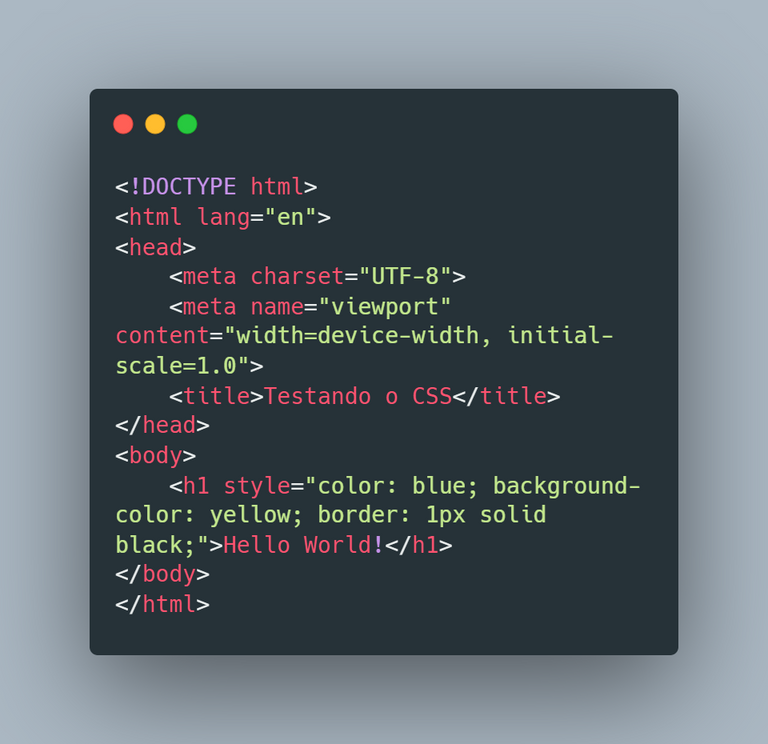 <!DOCTYPE html>
<html lang="en">
<head>
    <meta charset="UTF-8">
    <meta name="viewport"
content="width=device-width, initial-
scale=1.0">
    <title>Testando o CSS</title>
</head>
<body>
    <h1 style="color: blue; background-
color: yellow; border: 1px solid
black;">Hello World!</h1>
</body>
</html>